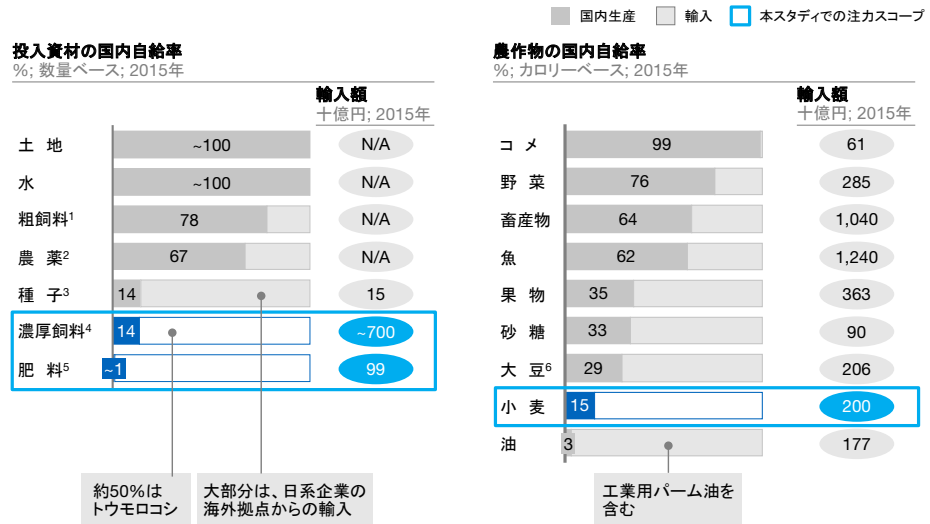 国内生産 輸入 本スタディでの注力スコープ
投入資材の国内自給率
%; 数量ベース; 2015年
輸入額
十億円; 2015年
土 地 ~100 N/A
水 ~100 N/A
粗飼料1 78 N/A
農 薬2 67 N/A
種 子3 14 15
濃厚飼料4 14 ~700
肥 料5 ~1 99
約50%は
トウモロコシ
大部分は、日系企業の
海外拠点からの輸入
農作物の国内自給率
%; カロリーベース; 2015年
輸入額
十億円; 2015年
コ メ 99 61
野 菜 76 285
畜産物 64 1,040
魚 62 1,240
果 物 35 363
砂 糖 33 90
大 豆6 29 206
小 麦 15 200
油 3 177
工業用パーム油を
含む